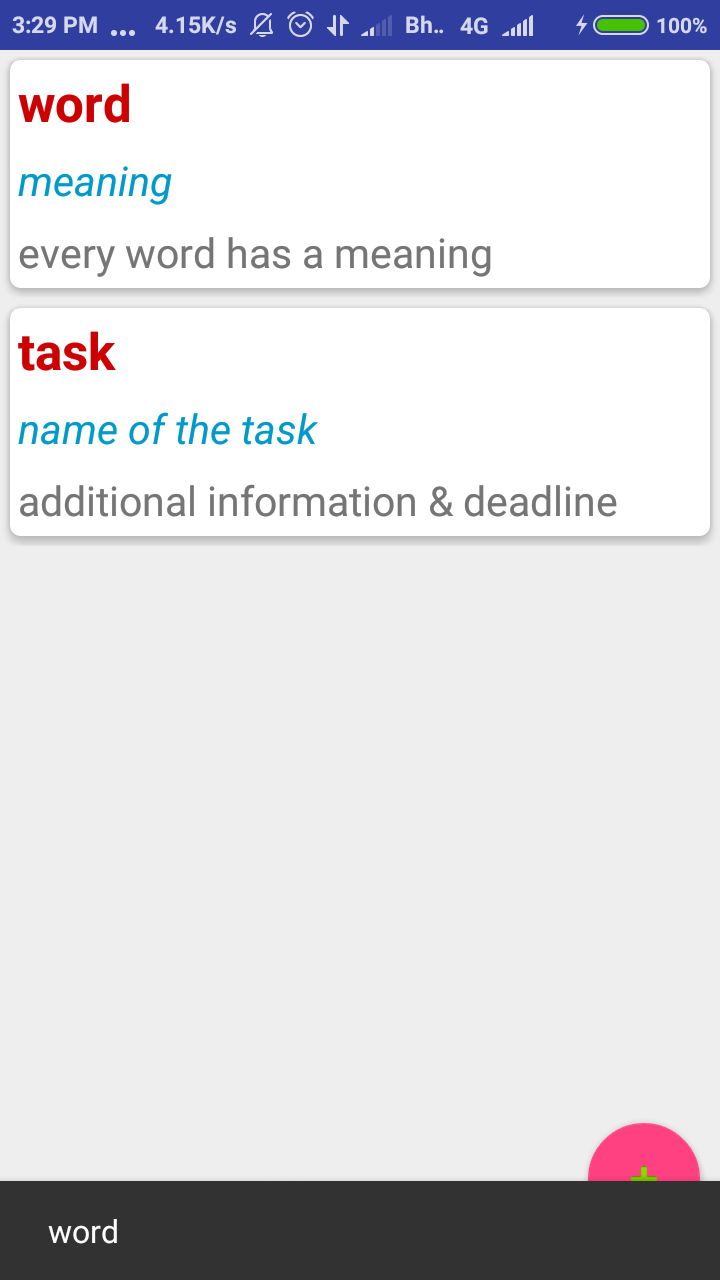 3:29 PM ... 4.15K/s Bh.. 4G 100%
word
meaning
every word has a meaning
task
name of the task
additional information & deadline
word